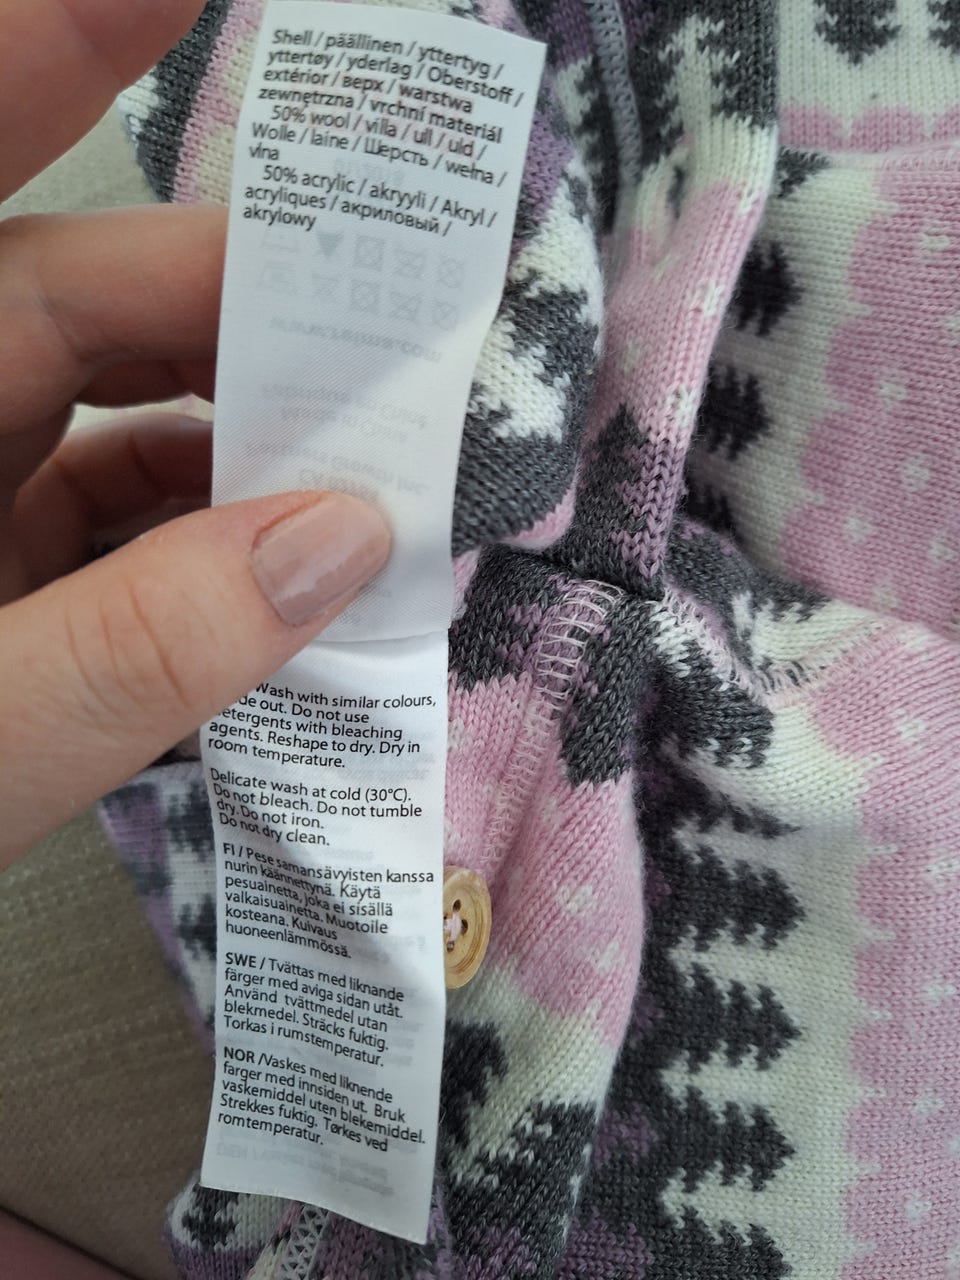 Shell / päällinen / yttertyg /
yttertøy / yderlag / Oberstoff /
extérior / верх / warstwa
zewnętrzna / vrchní materiál
50% wool / villa / ull / uld /
Wolle / laine / Шерсть / wełna /
vlna
50% acrylic / akryyli / Akryl /
acryliques / акриловый /
akrylowy
Wash with similar colours,
out. Do not use
detergents with bleaching
agents. Reshape to dry. Dry in
room temperature.
Delicate wash at cold (30°C).
Do not bleach. Do not tumble
dry. Do not iron.
Do not dry clean.
FI / Pese samansävyisten kanssa
nurin käännettynä. Käytä
pesuainetta, joka ei sisällä
valkaisuainetta. Muotoile
kosteana. Kuivaus
huoneenlämmössä.
SWE / Tvättas med liknande
färger med aviga sidan utåt.
Använd tvättmedel utan
blekmedel. Sträcks fuktig.
Torkas i rumstemperatur.
NOR /Vaskes med liknende
farger med innsiden ut. Bruk
vaskemiddel uten blekemiddel.
Strekkes fuktig. Tørkes ved
romtemperatur.